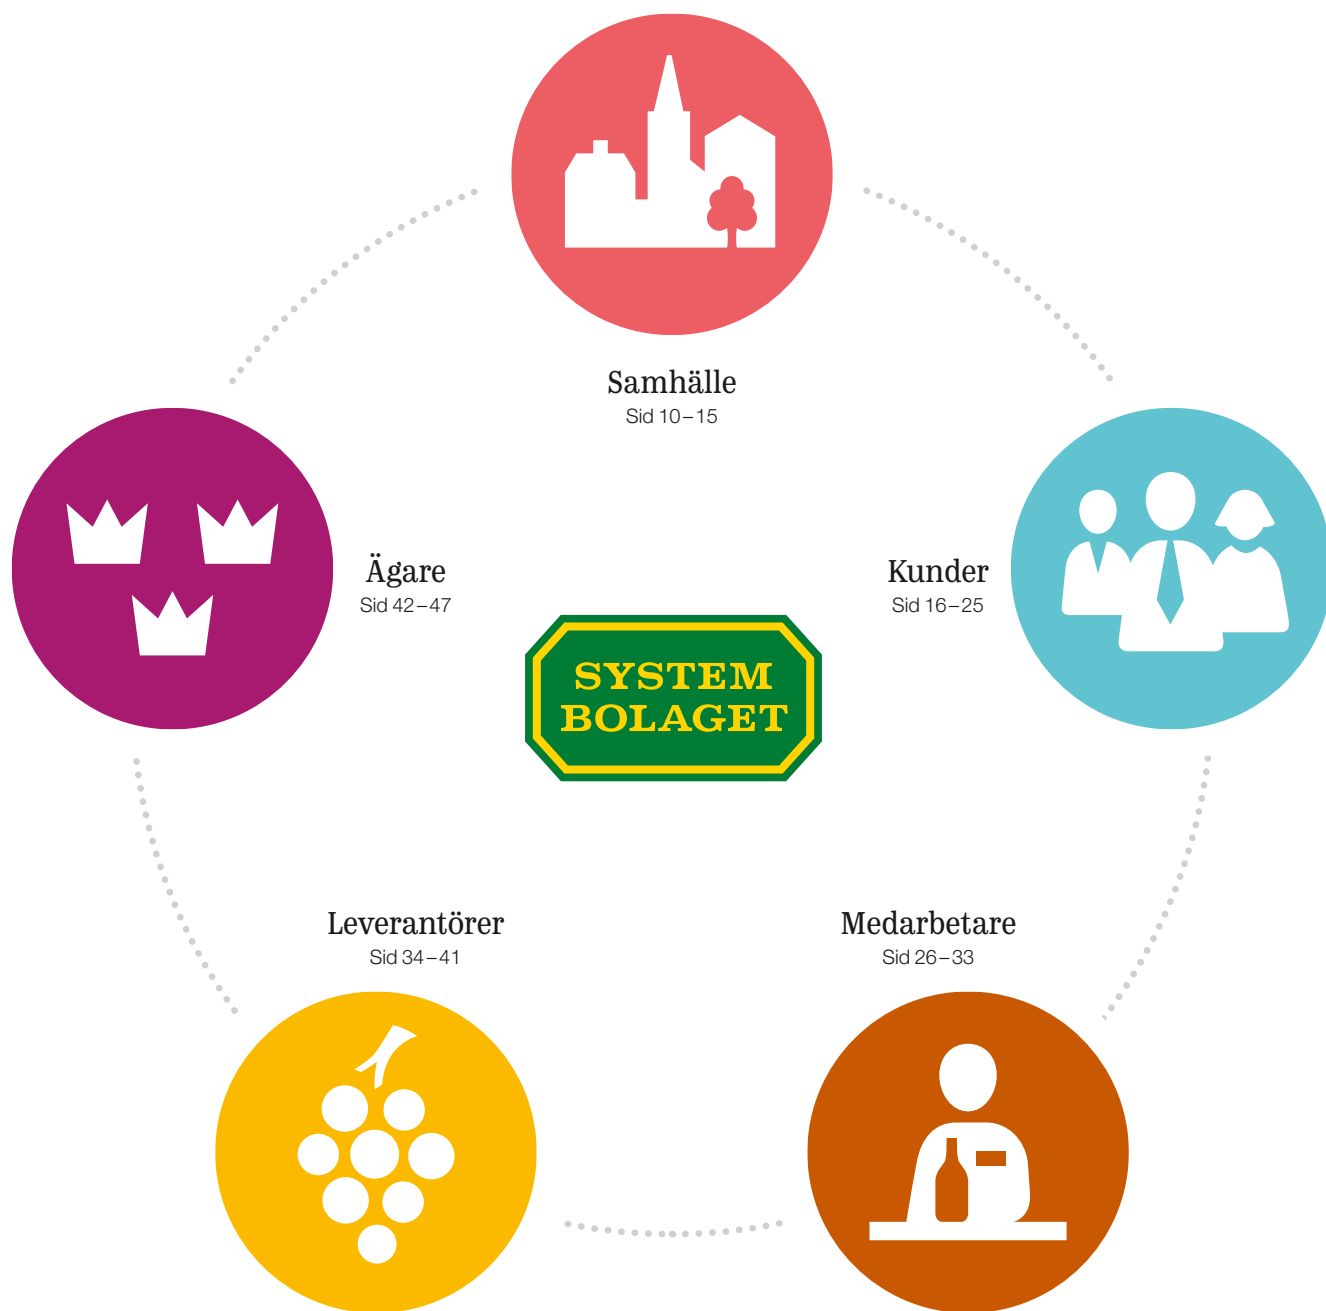 Samhälle
Sid 10–15
Ägare
Sid 42–47
Kunder
Sid 16–25
SYSTEM
BOLAGET
Leverantörer
Sid 34–41
Medarbetare
Sid 26–33